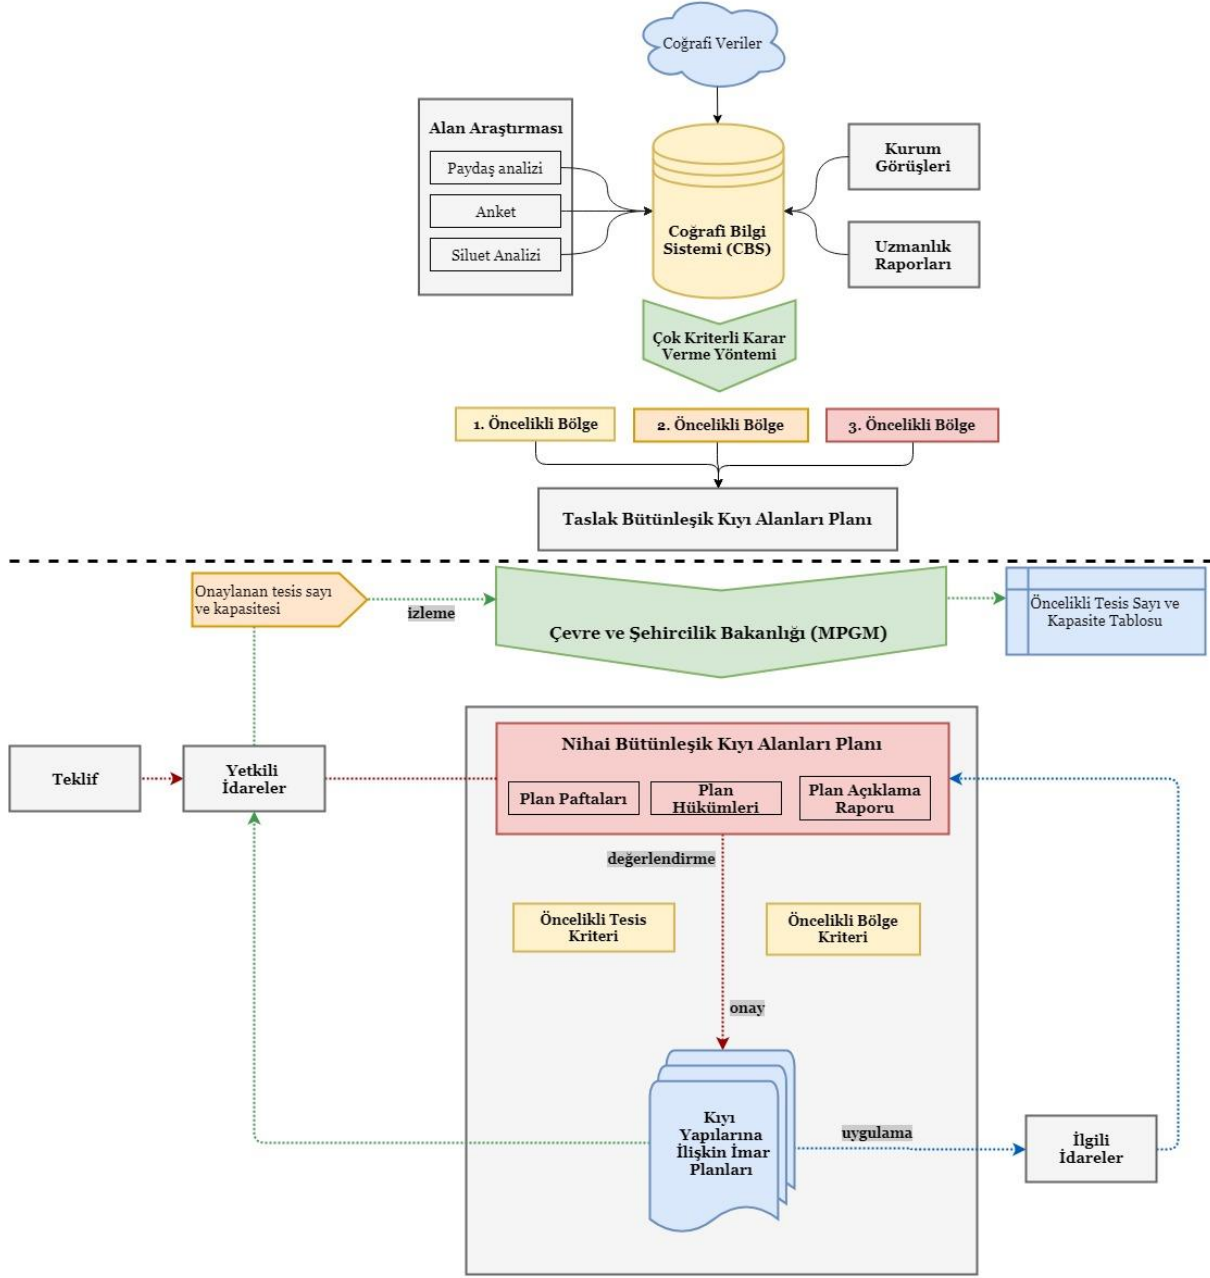 Coğrafi Veriler
Alan Araştırması
Paydaş analizi
Anket
Siluet Analizi
Coğrafi Bilgi
Sistemi (CBS)
Kurum
Görüşleri
Uzmanlık
Raporları
Çok Kriterli Karar
Verme Yöntemi
1. Öncelikli Bölge
2. Öncelikli Bölge
3. Öncelikli Bölge
Taslak Bütünleşik Kıyı Alanları Planı
Onaylanan tesis sayı
ve kapasitesi
izleme
Çevre ve Şehircilik Bakanlığı (MPGM)
Öncelikli Tesis Sayı ve
Kapasite Tablosu
Teklif
Yetkili
İdareler
Nihai Bütünleşik Kıyı Alanları Planı
Plan Paftaları
Plan
Hükümleri
Plan Açıklama
Raporu
değerlendirme
Öncelikli Tesis
Kriteri
Öncelikli Bölge
Kriteri
onay
Kıyı
Yapılarına
İlişkin İmar
Planları
uygulama
İlgili
İdareler